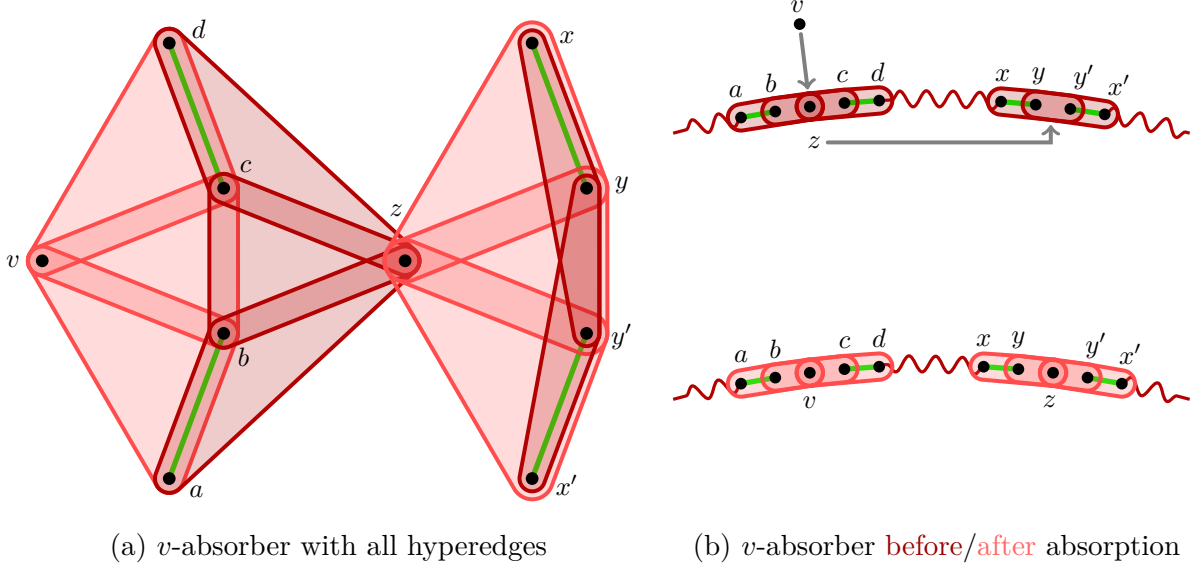 d
x
c
z
y
v
b
y′
a
x′
v
a b c d
x y y′ x′
z
a b c d
x y y′ x′
v
z
(a) v-absorber with all hyperedges
(b) v-absorber before/after absorption